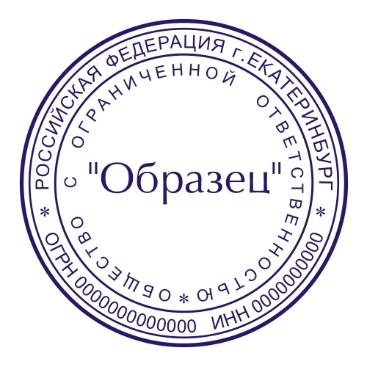 * РОССИЙСКАЯ ФЕДЕРАЦИЯ г.ЕКАТЕРИНБУРГ *
ОГРН 0000000000000 ИНН 0000000000
* ОБЩЕСТВО С ОГРАНИЧЕННОЙ ОТВЕТСТВЕННОСТЬЮ
"Образец"